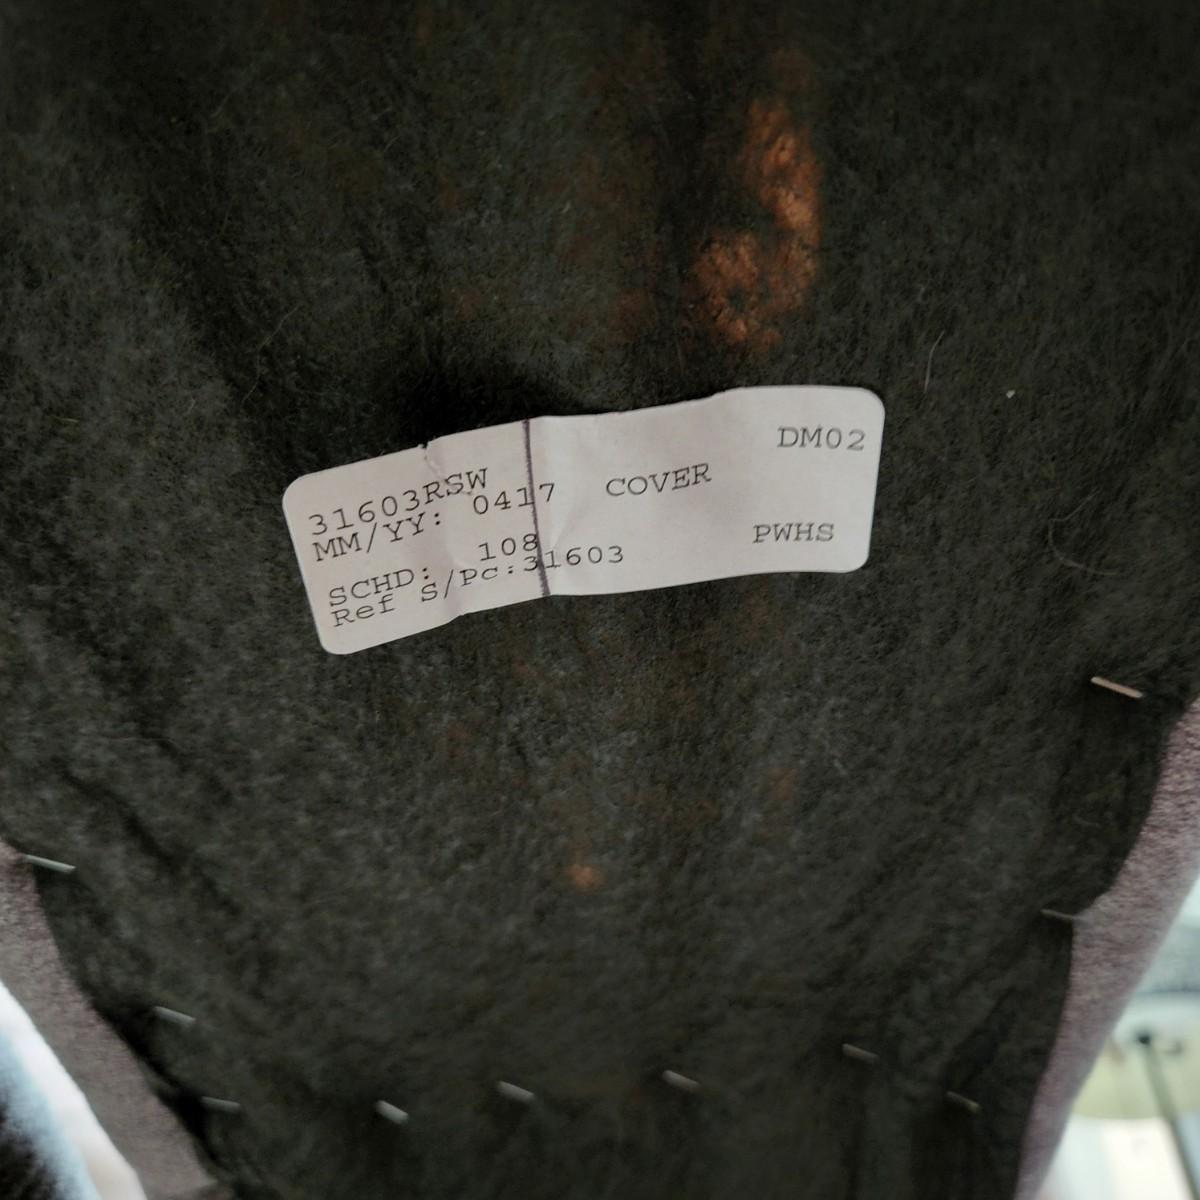 DM02
31603RSW
MM/YY: 0417 COVER
SCHD: 108 PWHS
Ref S/Pc:31603